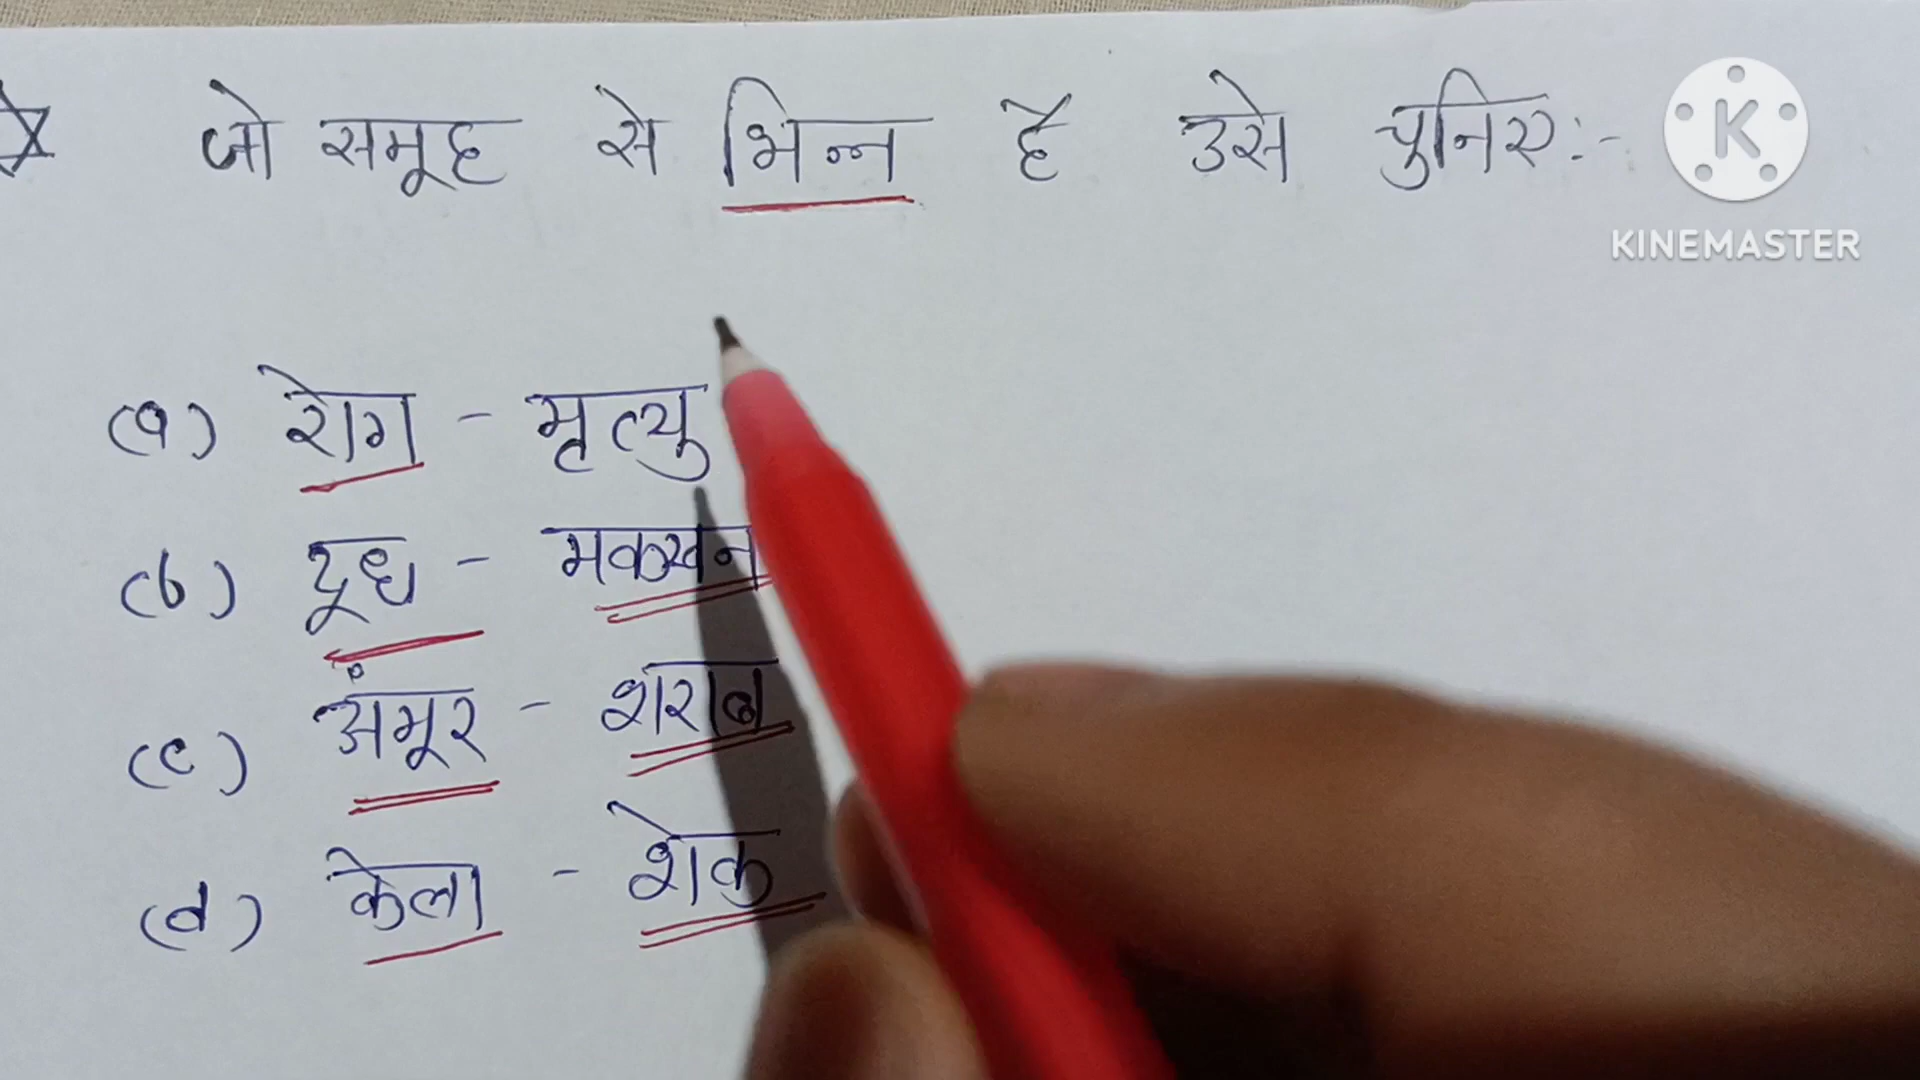 जो समूह से भिन्न है उसे चुनिए:-
K
KINEMASTER
(a) रोग - मृत्यु
(b) दूध - मक्खन
(c) अंगूर - शराब
(d) केला - शेक